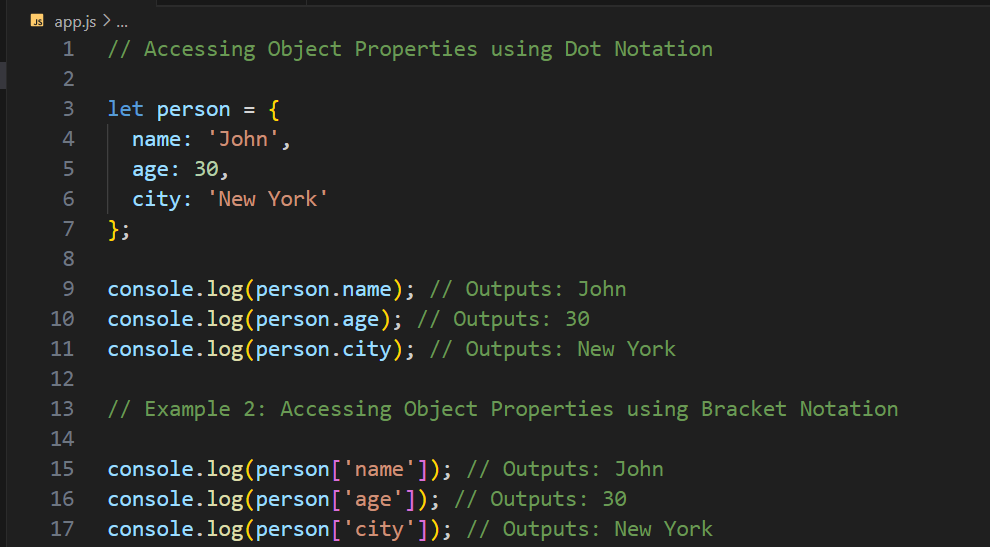 JS app.js > ...
1 // Accessing Object Properties using Dot Notation
2
3 let person = {
4   name: 'John',
5   age: 30,
6   city: 'New York'
7 };
8
9 console.log(person.name); // Outputs: John
10 console.log(person.age); // Outputs: 30
11 console.log(person.city); // Outputs: New York
12
13 // Example 2: Accessing Object Properties using Bracket Notation
14
15 console.log(person['name']); // Outputs: John
16 console.log(person['age']); // Outputs: 30
17 console.log(person['city']); // Outputs: New York